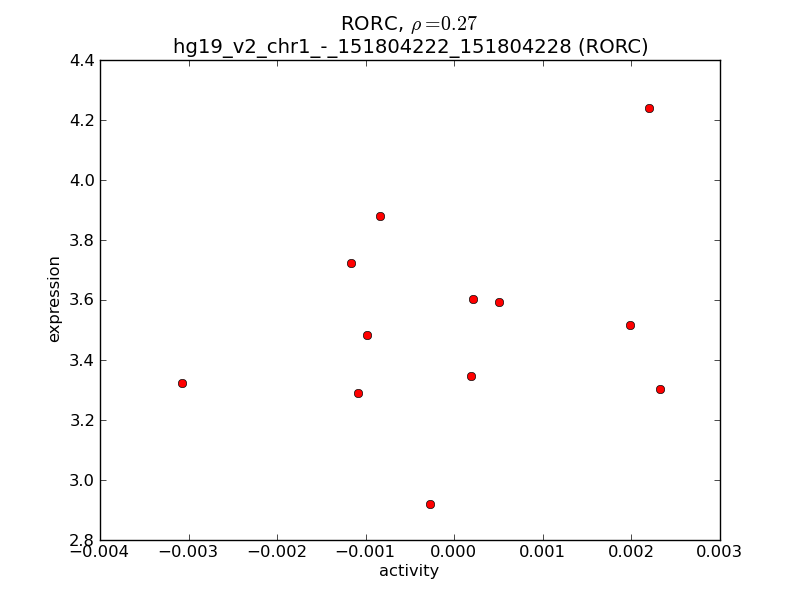 RORC, ρ=0.27
hg19_v2_chr1_-_151804222_151804228 (RORC)
4.4
4.2
4.0
3.8
3.6
3.4
3.2
3.0
2.8
expression
−0.004 −0.003 −0.002 −0.001 0.000 0.001 0.002 0.003
activity